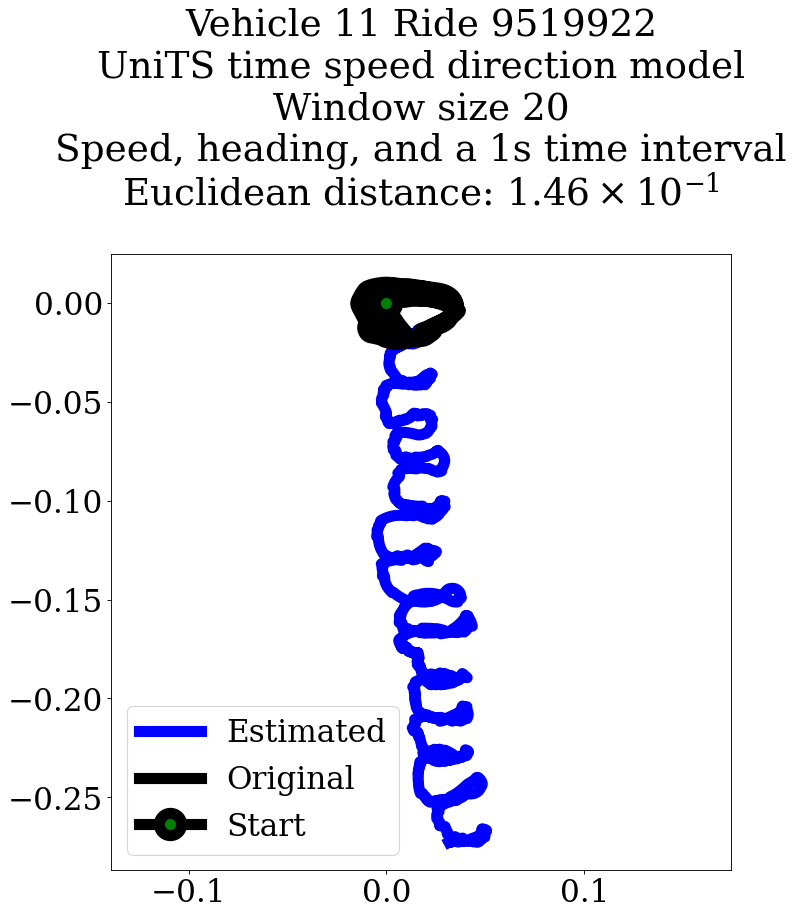 Vehicle 11 Ride 9519922
UniTS time speed direction model
Window size 20
Speed, heading, and a 1s time interval
Euclidean distance: 1.46 × 10⁻¹
0.00
−0.05
−0.10
−0.15
−0.20
−0.25
Estimated
Original
Start
−0.1
0.0
0.1